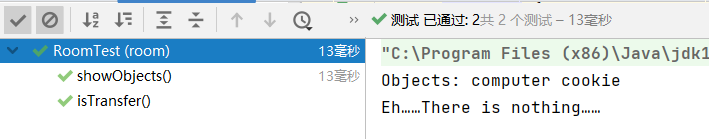 测试 已通过: 2共 2 个测试 – 13毫秒
RoomTest (room) 13毫秒
showObjects() 13毫秒
isTransfer()
"C:\Program Files (x86)\Java\jdk1
Objects: computer cookie
Eh……There is nothing……